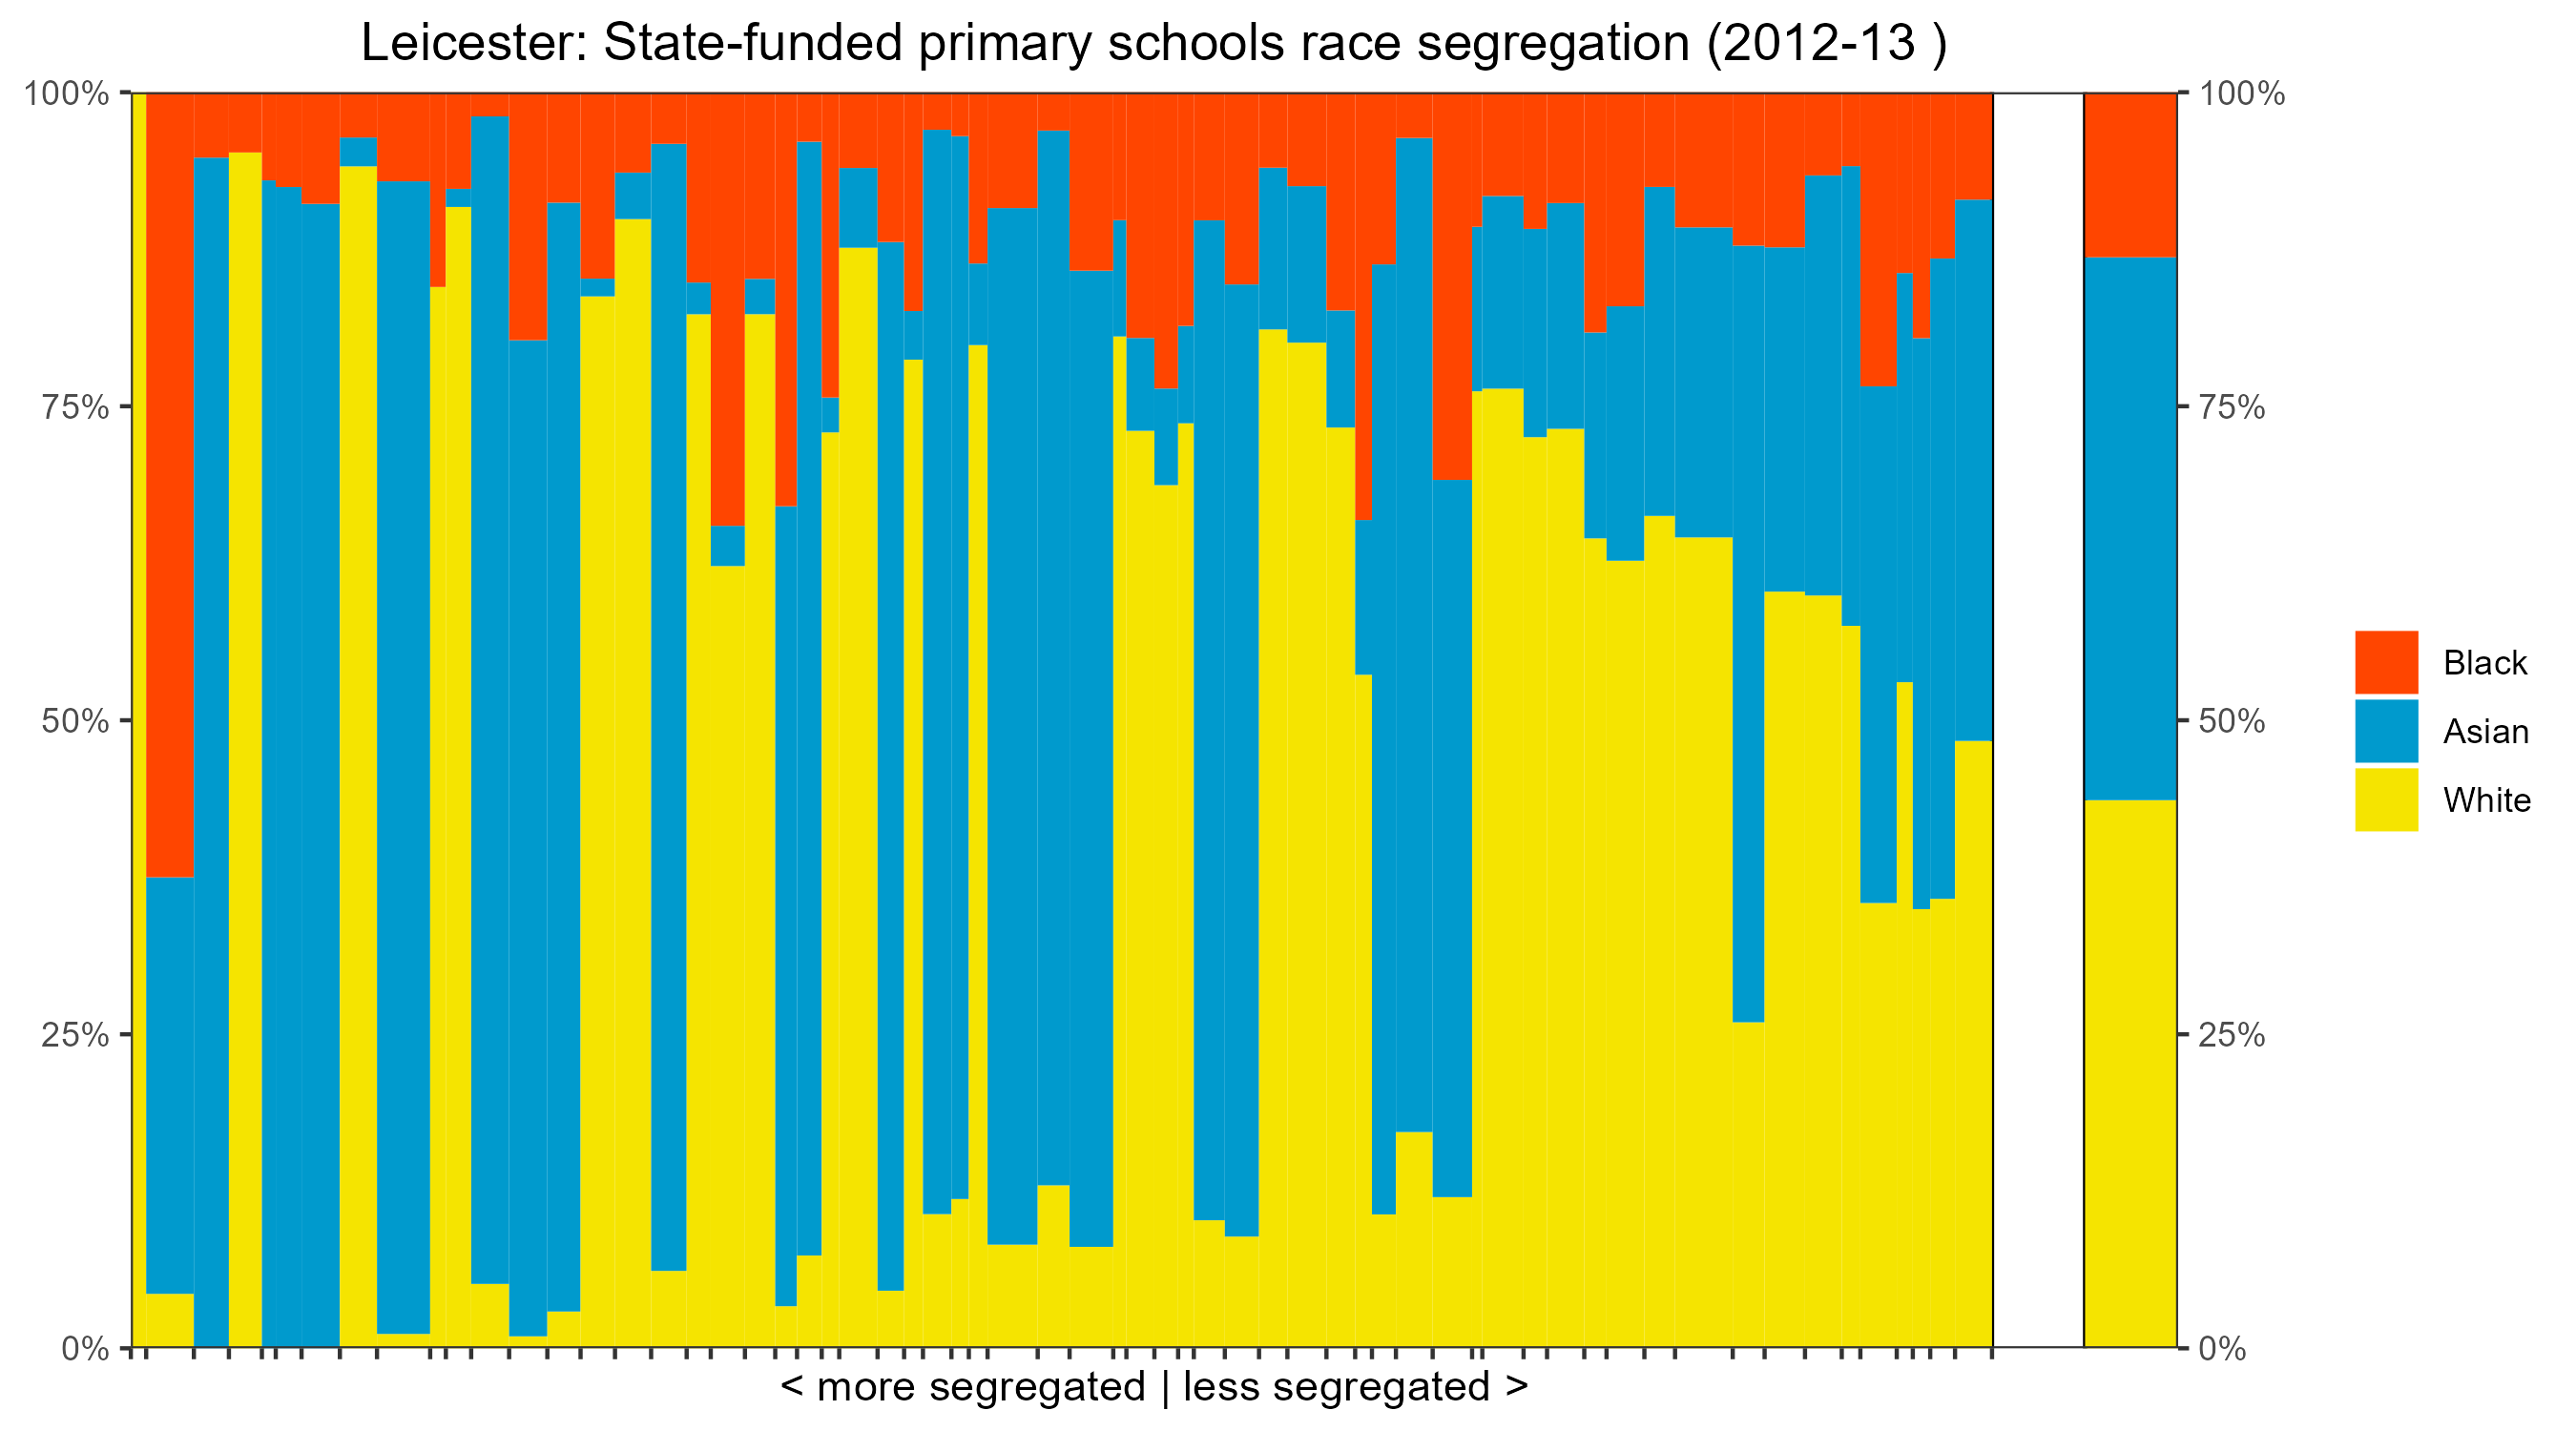 Leicester: State-funded primary schools race segregation (2012-13 )
100%
75%
50%
25%
0%
100%
75%
50%
25%
0%
Black
Asian
White
< more segregated | less segregated >